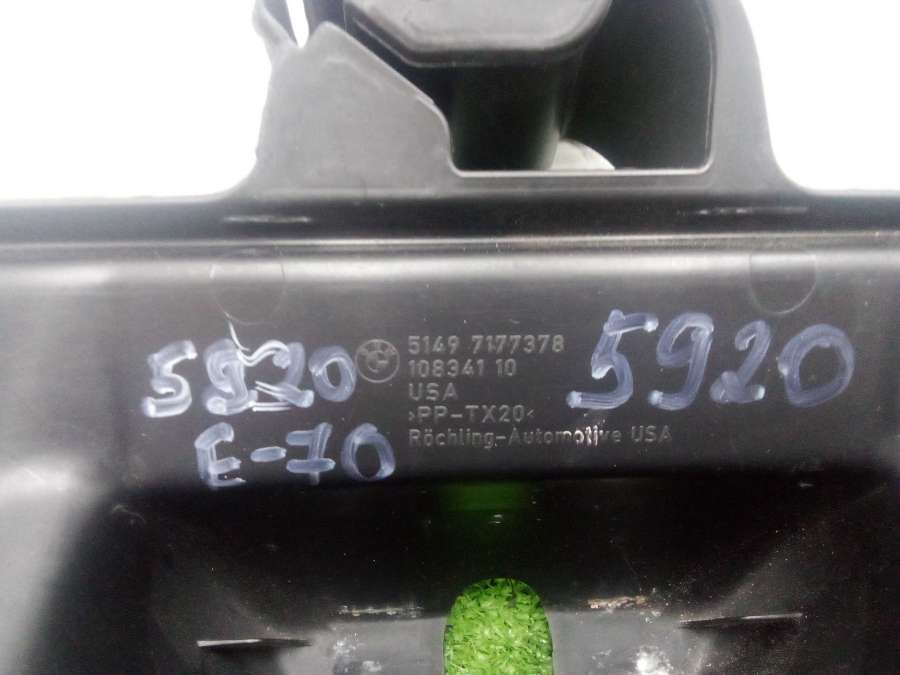 5920
E-70
5149 7177378
108341 10
USA
>PP-TX20<
Röchling-Automotive USA
5920